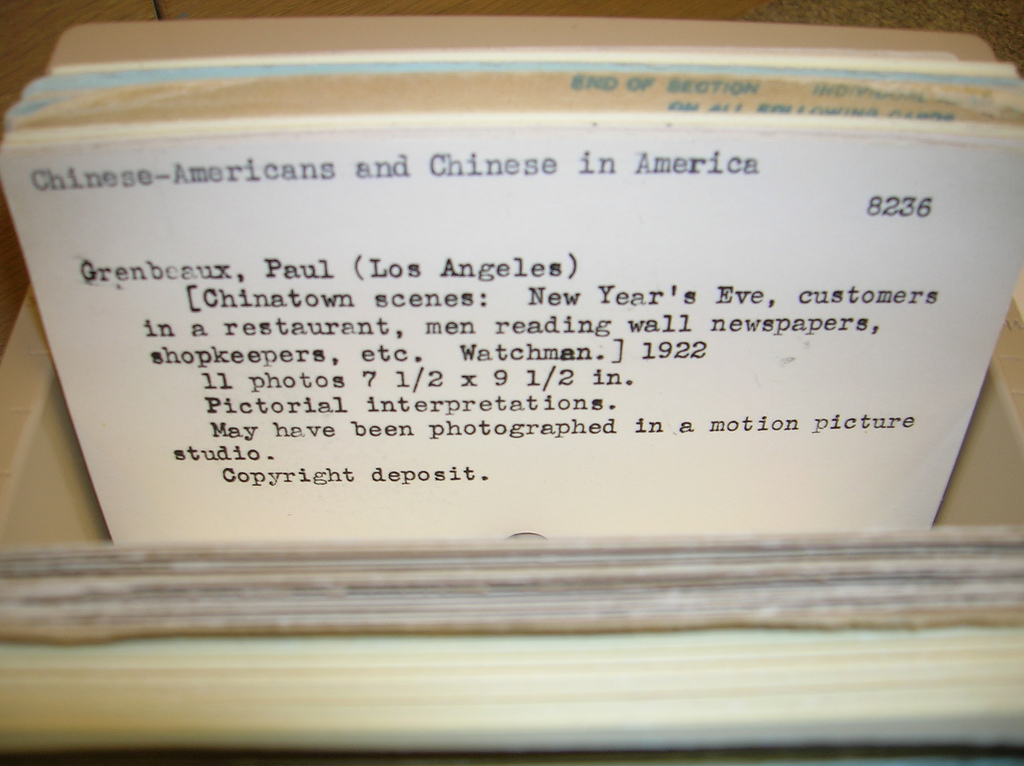 END OF SECTION INDIVIDUAL
ON ALL FOLLOWING CARDS
Chinese-Americans and Chinese in America
8236
Grenbeaux, Paul (Los Angeles)
[Chinatown scenes: New Year's Eve, customers
in a restaurant, men reading wall newspapers,
shopkeepers, etc. Watchman.] 1922
11 photos 7 1/2 x 9 1/2 in.
Pictorial interpretations.
May have been photographed in a motion picture
studio.
Copyright deposit.